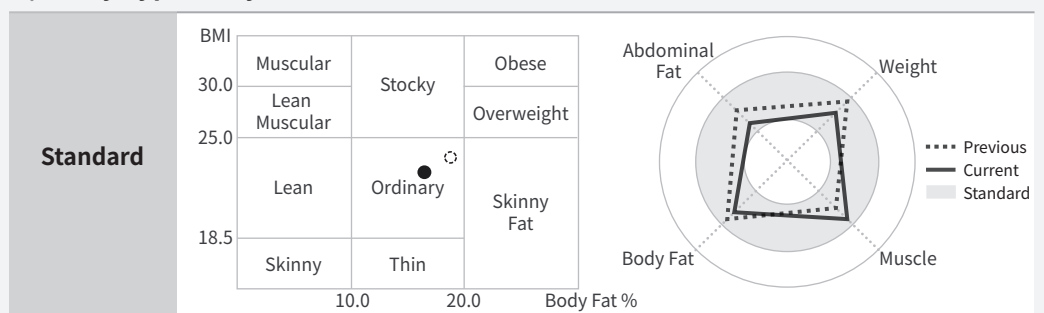 Standard
BMI
30.0
25.0
18.5
Muscular
Stocky
Obese
Lean
Muscular
Overweight
Lean
Ordinary
Skinny
Fat
Skinny
Thin
10.0
20.0
Body Fat %
Abdominal
Fat
Weight
Body Fat
Muscle
Previous
Current
Standard